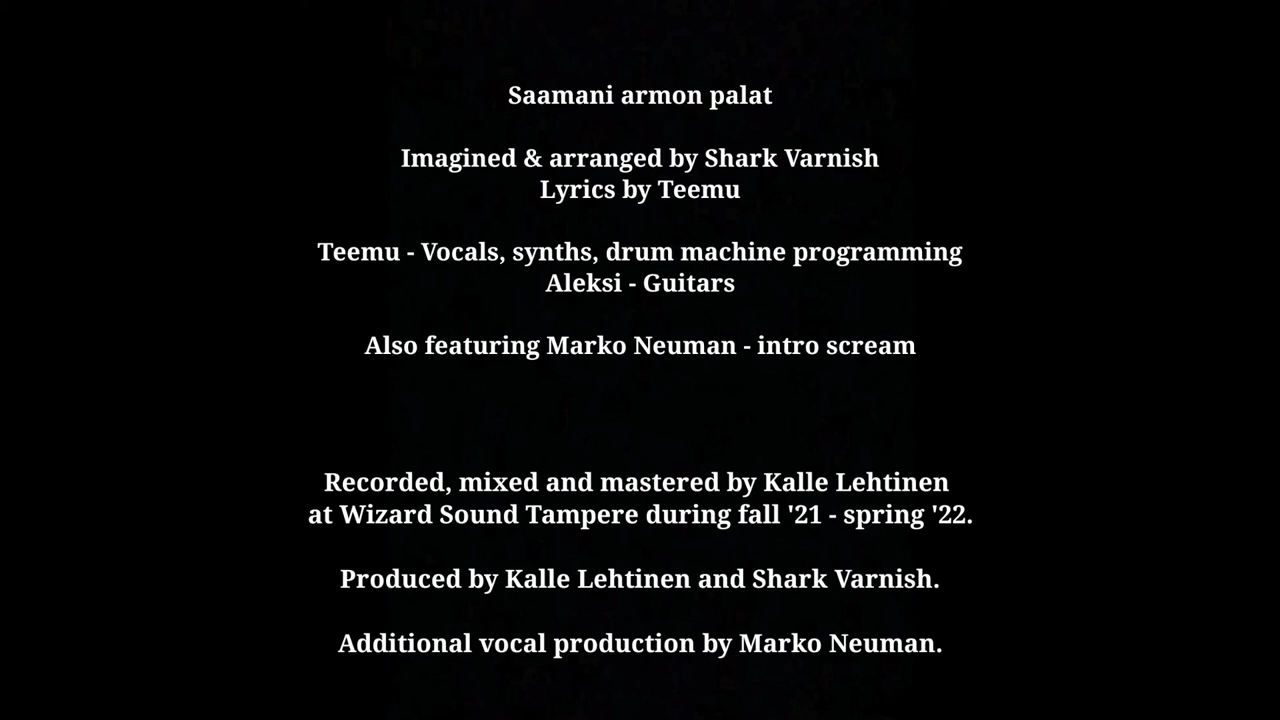 Saamani armon palat
Imagined & arranged by Shark Varnish
Lyrics by Teemu
Teemu - Vocals, synths, drum machine programming
Aleksi - Guitars
Also featuring Marko Neuman - intro scream
Recorded, mixed and mastered by Kalle Lehtinen
at Wizard Sound Tampere during fall '21 - spring '22.
Produced by Kalle Lehtinen and Shark Varnish.
Additional vocal production by Marko Neuman.